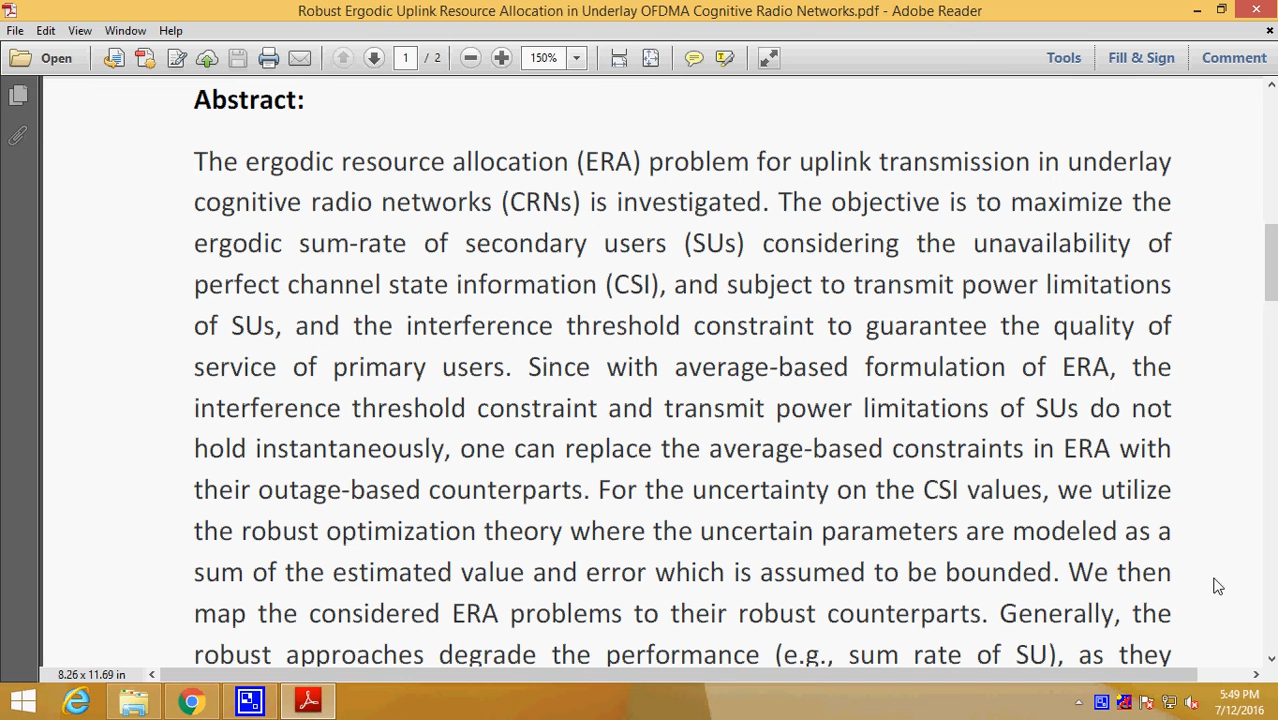 Robust Ergodic Uplink Resource Allocation in Underlay OFDMA Cognitive Radio Networks.pdf - Adobe Reader
File Edit View Window Help
Open 1 / 2 150% Tools Fill & Sign Comment
Abstract:
The ergodic resource allocation (ERA) problem for uplink transmission in underlay
cognitive radio networks (CRNs) is investigated. The objective is to maximize the
ergodic sum-rate of secondary users (SUs) considering the unavailability of
perfect channel state information (CSI), and subject to transmit power limitations
of SUs, and the interference threshold constraint to guarantee the quality of
service of primary users. Since with average-based formulation of ERA, the
interference threshold constraint and transmit power limitations of SUs do not
hold instantaneously, one can replace the average-based constraints in ERA with
their outage-based counterparts. For the uncertainty on the CSI values, we utilize
the robust optimization theory where the uncertain parameters are modeled as a
sum of the estimated value and error which is assumed to be bounded. We then
map the considered ERA problems to their robust counterparts. Generally, the
robust approaches degrade the performance (e.g., sum rate of SU), as they
8.26 x 11.69 in
5:49 PM
7/12/2016